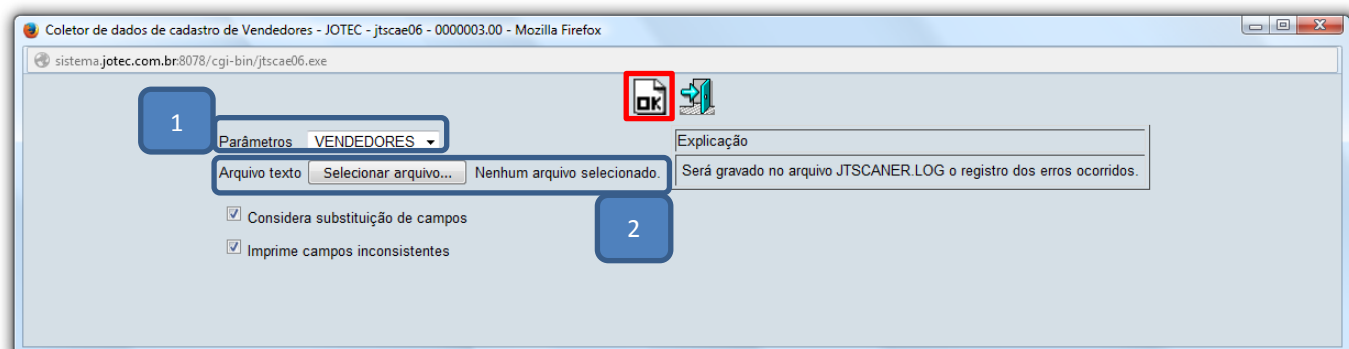 Coletor de dados de cadastro de Vendedores - JOTEC - jtscae06 - 0000003.00 - Mozilla Firefox
sistema.jotec.com.br:8078/cgi-bin/jtscae06.exe
OK
1
Parâmetros VENDEDORES
Explicação
Arquivo texto Selecionar arquivo... Nenhum arquivo selecionado.
Será gravado no arquivo JTSCANER.LOG o registro dos erros ocorridos.
Considera substituição de campos
2
Imprime campos inconsistentes